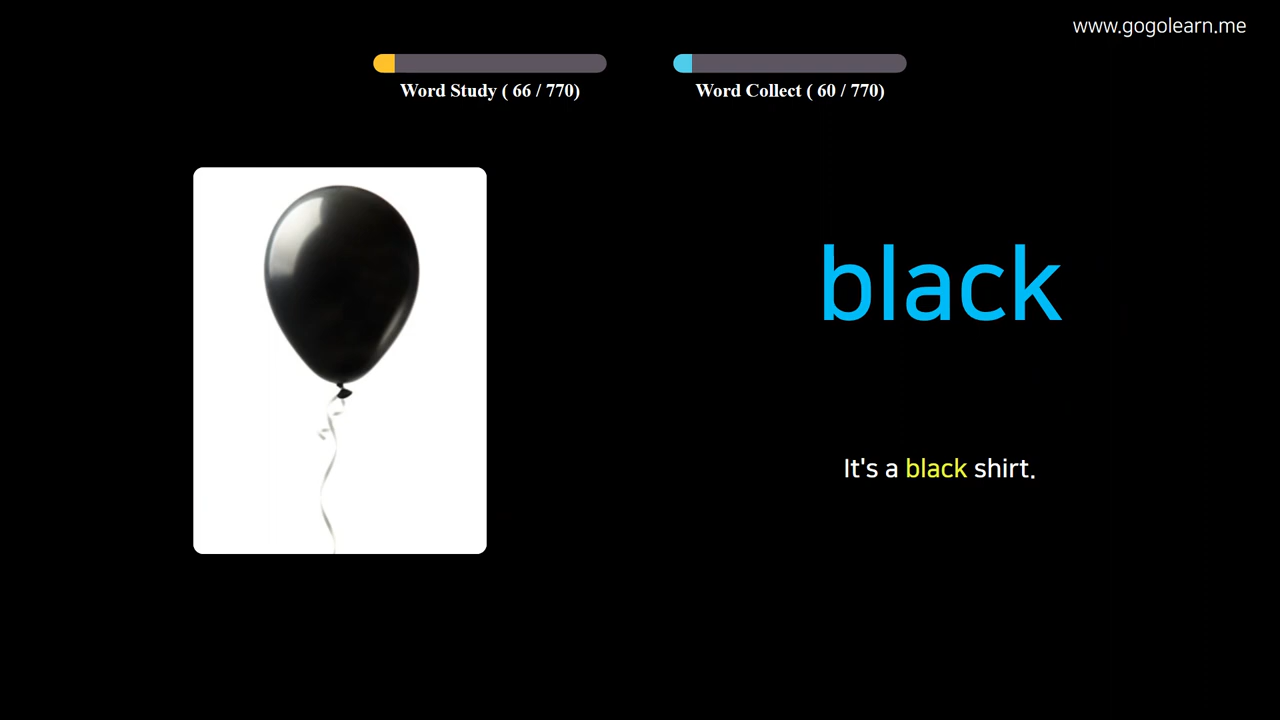 www.gogolearn.me
Word Study ( 66 / 770)
Word Collect ( 60 / 770)
black
It's a black shirt.